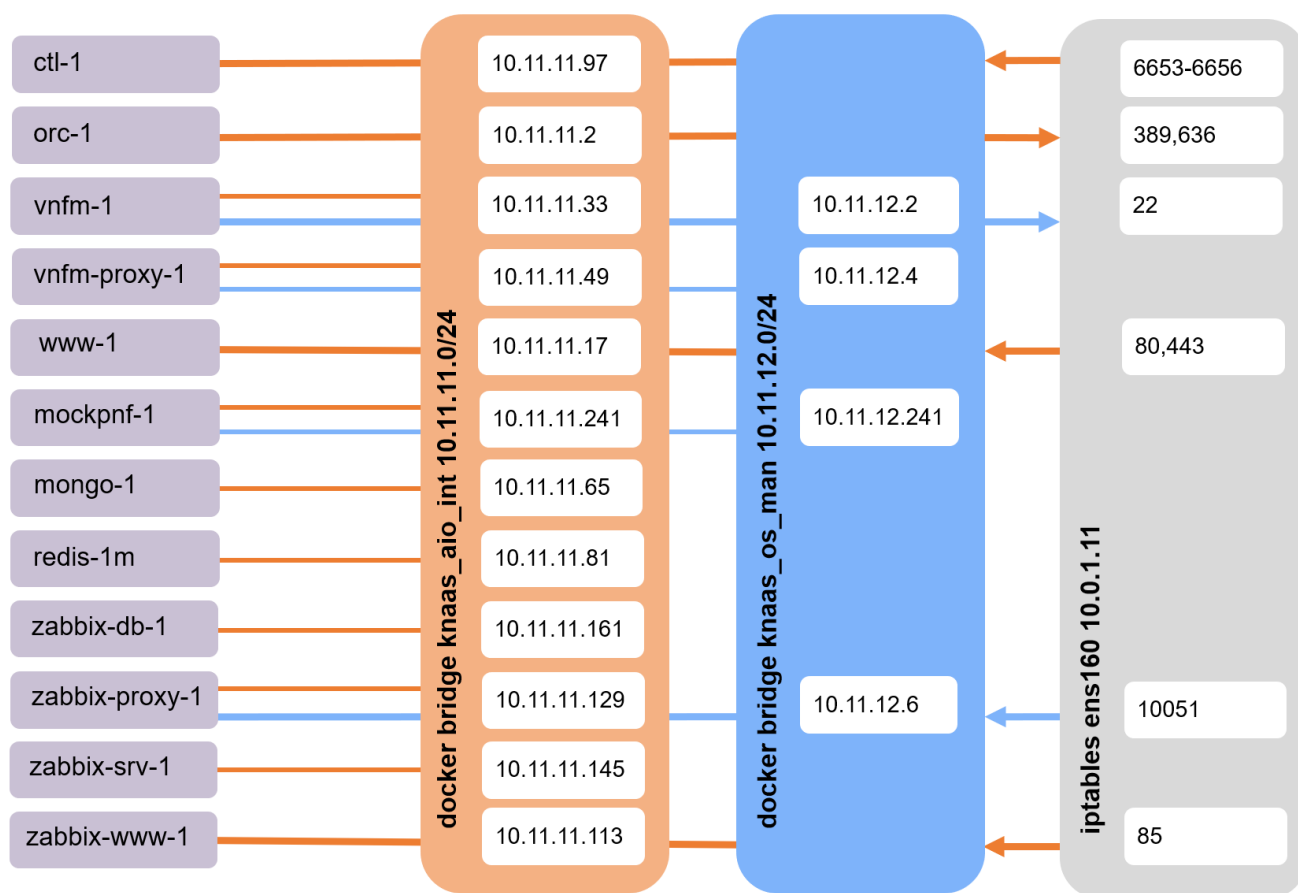 ctl-1
10.11.11.97
6653-6656
orc-1
10.11.11.2
389,636
vnfm-1
10.11.11.33
10.11.12.2
22
vnfm-proxy-1
10.11.11.49
10.11.12.4
www-1
10.11.11.17
80,443
mockpnf-1
10.11.11.241
10.11.12.241
mongo-1
10.11.11.65
redis-1m
10.11.11.81
zabbix-db-1
10.11.11.161
zabbix-proxy-1
10.11.11.129
10.11.12.6
10051
zabbix-srv-1
10.11.11.145
zabbix-www-1
10.11.11.113
85
docker bridge knaas_aio_int 10.11.11.0/24
docker bridge knaas_os_man 10.11.12.0/24
iptables ens160 10.0.1.11